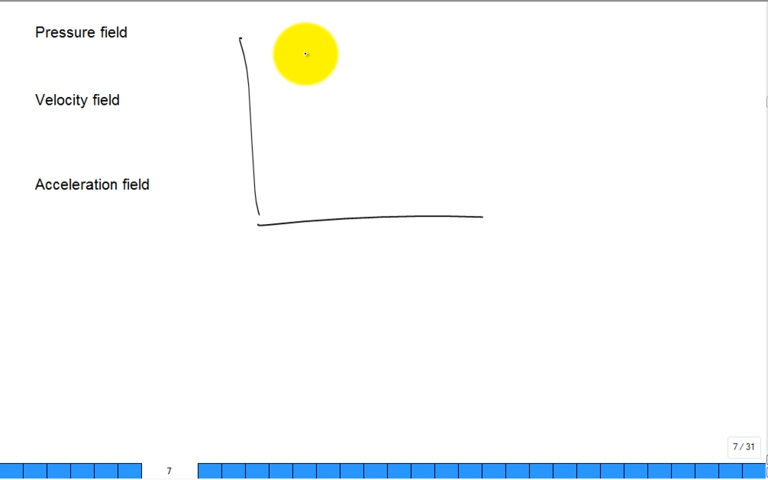 Pressure field
Velocity field
Acceleration field
7 / 31
7